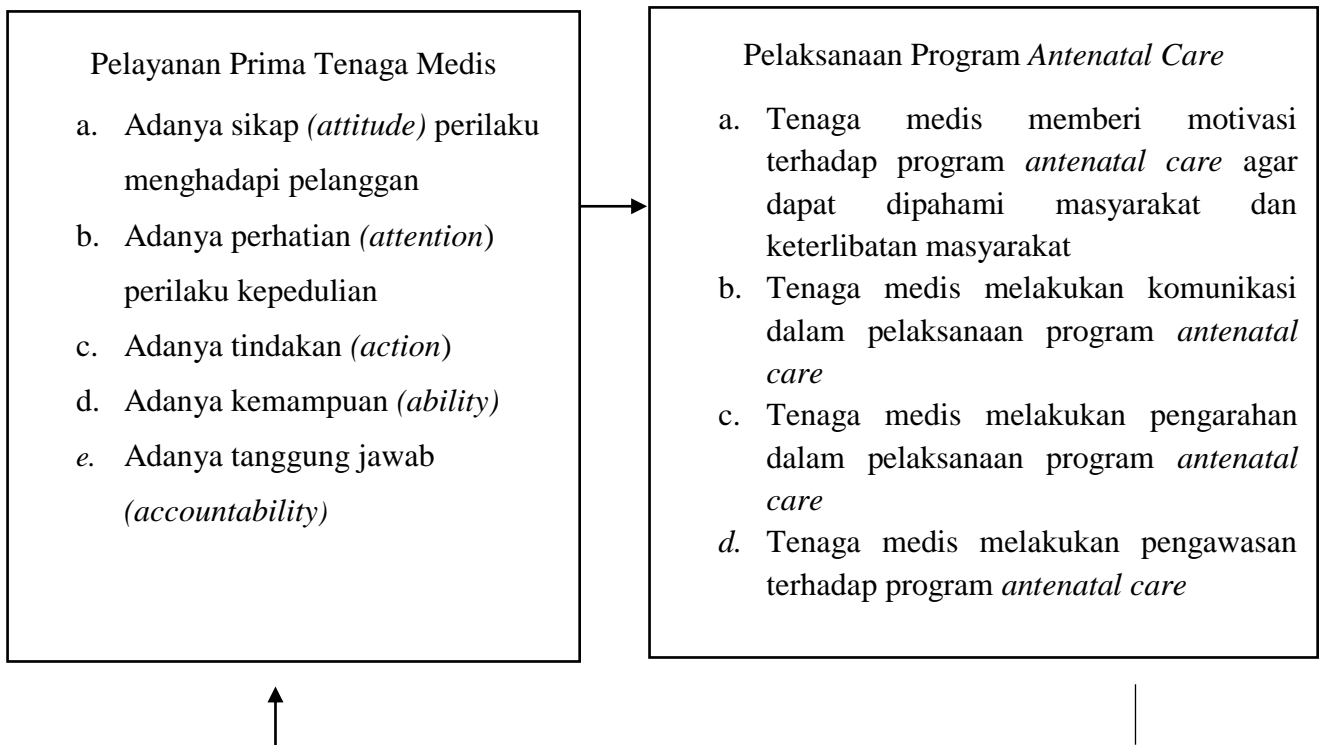 Pelayanan Prima Tenaga Medis
a. Adanya sikap (attitude) perilaku
menghadapi pelanggan
b. Adanya perhatian (attention)
perilaku kepedulian
c. Adanya tindakan (action)
d. Adanya kemampuan (ability)
e. Adanya tanggung jawab
(accountability)
Pelaksanaan Program Antenatal Care
a. Tenaga medis memberi motivasi
terhadap program antenatal care agar
dapat dipahami masyarakat dan
keterlibatan masyarakat
b. Tenaga medis melakukan komunikasi
dalam pelaksanaan program antenatal
care
c. Tenaga medis melakukan pengarahan
dalam pelaksanaan program antenatal
care
d. Tenaga medis melakukan pengawasan
terhadap program antenatal care